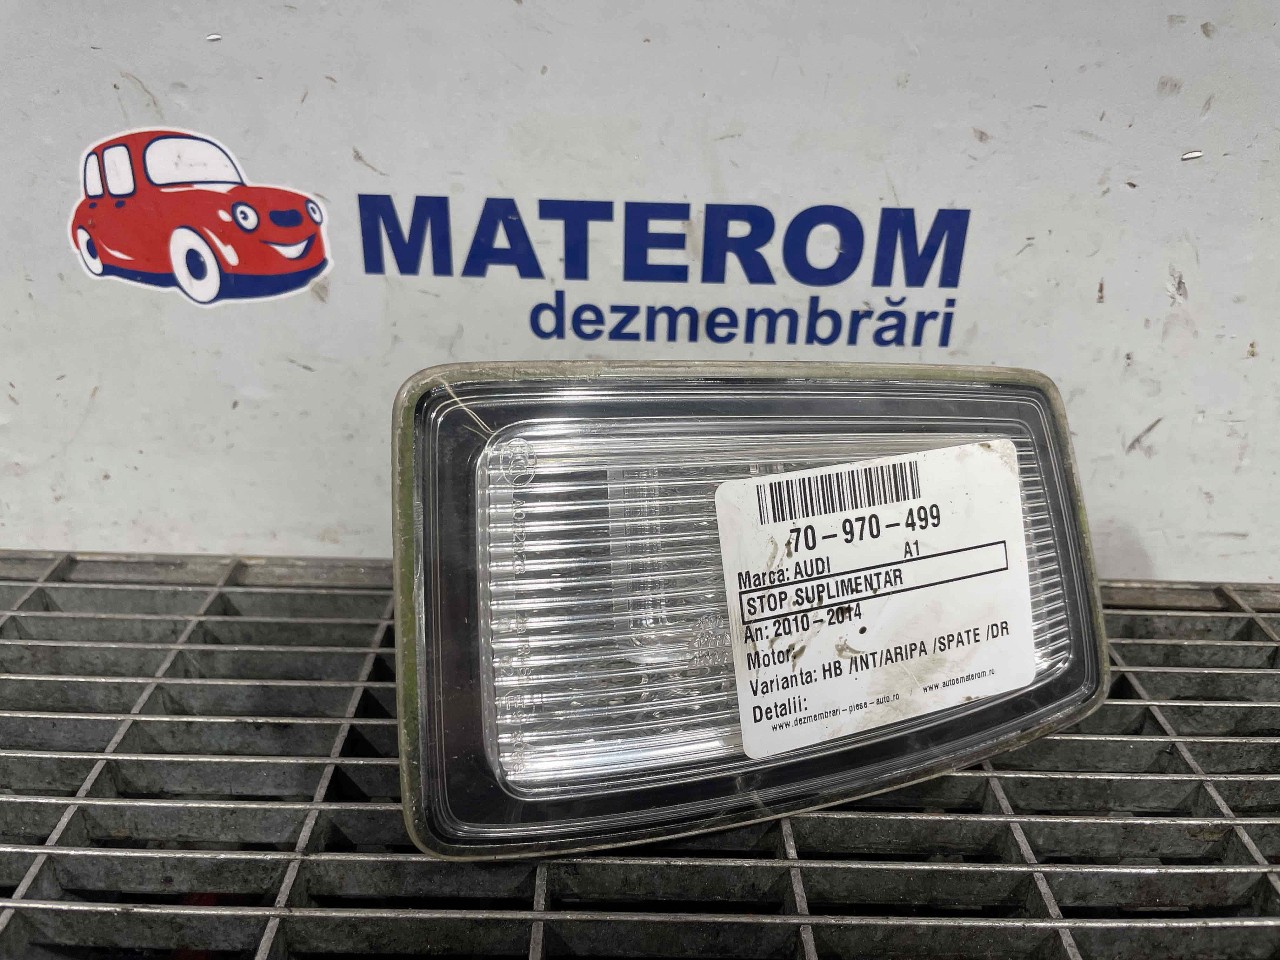 MATEROM
dezmembrări
70-970-499
Marca: AUDI A1
STOP SUPLIMENTAR
An: 2010-2014
Motor:
Varianta: HB /INT/ARIPA /SPATE /DR
Detalii:
www.dezmembrari-piese-auto.ro / www.autoematerom.ro